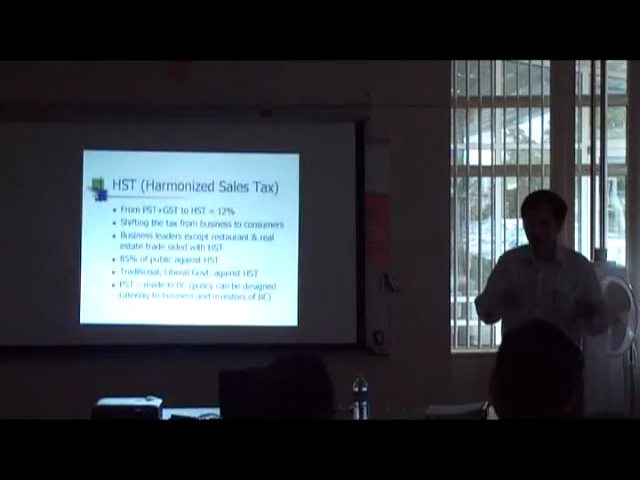 HST (Harmonized Sales Tax)
From PST+GST to HST = 12%
Shifting the tax from business to consumers
Business leaders except restaurant & real
estate trade sided with HST
85% of public against HST
Traditional, Liberal Govt. against HST
PST - made in BC (policy can be designed
catering to business and investors of BC)